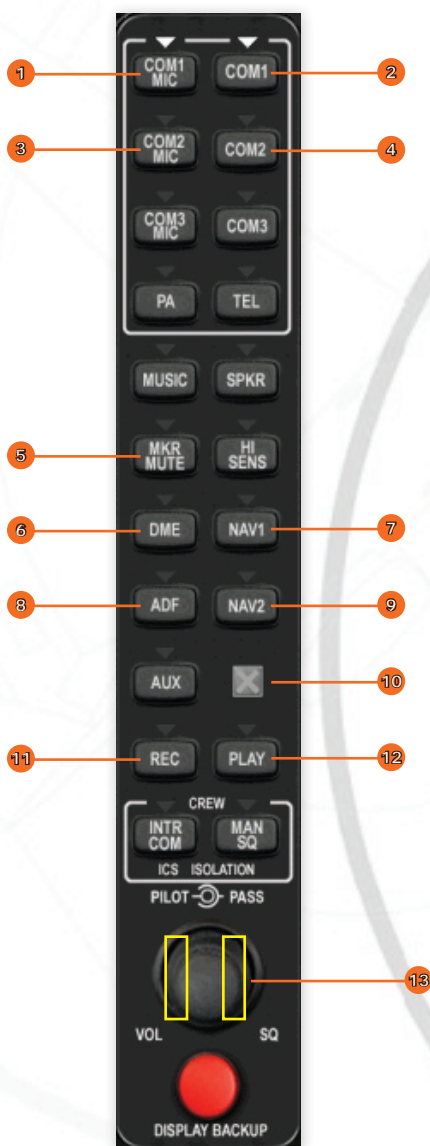 1 COM1 MIC COM1 2
3 COM2 MIC COM2 4
COM3 MIC COM3
PA TEL
MUSIC SPKR
5 MKR MUTE HI SENS
6 DME NAV1 7
8 ADF NAV2 9
AUX 10
11 REC PLAY 12
CREW
INTR COM MAN SQ
ICS ISOLATION
PILOT PASS
13
VOL SQ
DISPLAY BACKUP